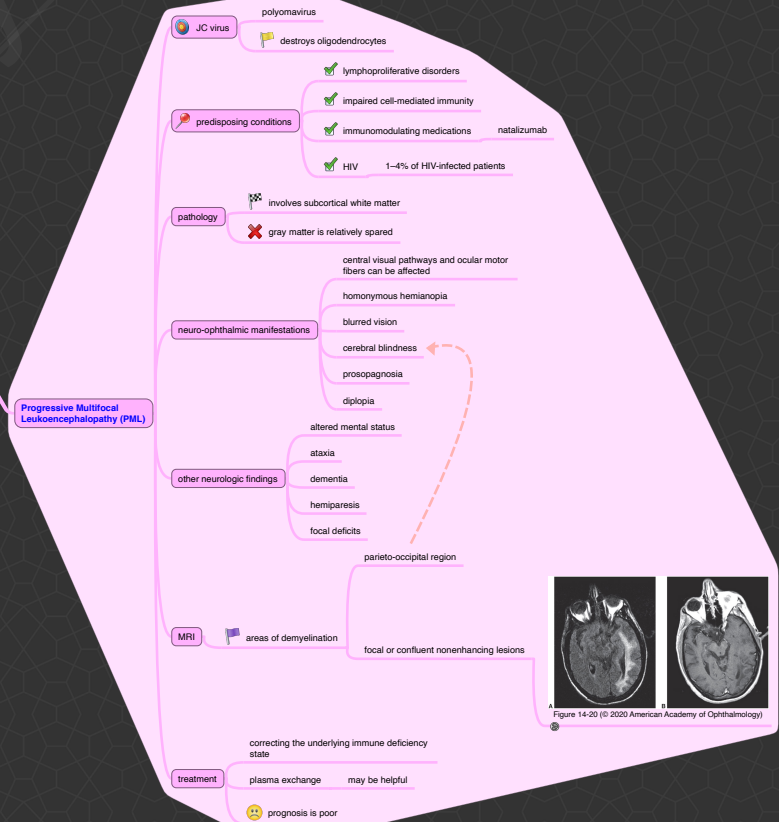 JC virus
polyomavirus
destroys oligodendrocytes
predisposing conditions
lymphoproliferative disorders
impaired cell-mediated immunity
immunomodulating medications
natalizumab
HIV
1–4% of HIV-infected patients
pathology
involves subcortical white matter
gray matter is relatively spared
neuro-ophthalmic manifestations
central visual pathways and ocular motor
fibers can be affected
homonymous hemianopia
blurred vision
cerebral blindness
prosopagnosia
diplopia
Progressive Multifocal
Leukoencephalopathy (PML)
other neurologic findings
altered mental status
ataxia
dementia
hemiparesis
focal deficits
MRI
areas of demyelination
parieto-occipital region
focal or confluent nonenhancing lesions
A
B
Figure 14-20 (© 2020 American Academy of Ophthalmology)
treatment
correcting the underlying immune deficiency
state
plasma exchange
may be helpful
prognosis is poor